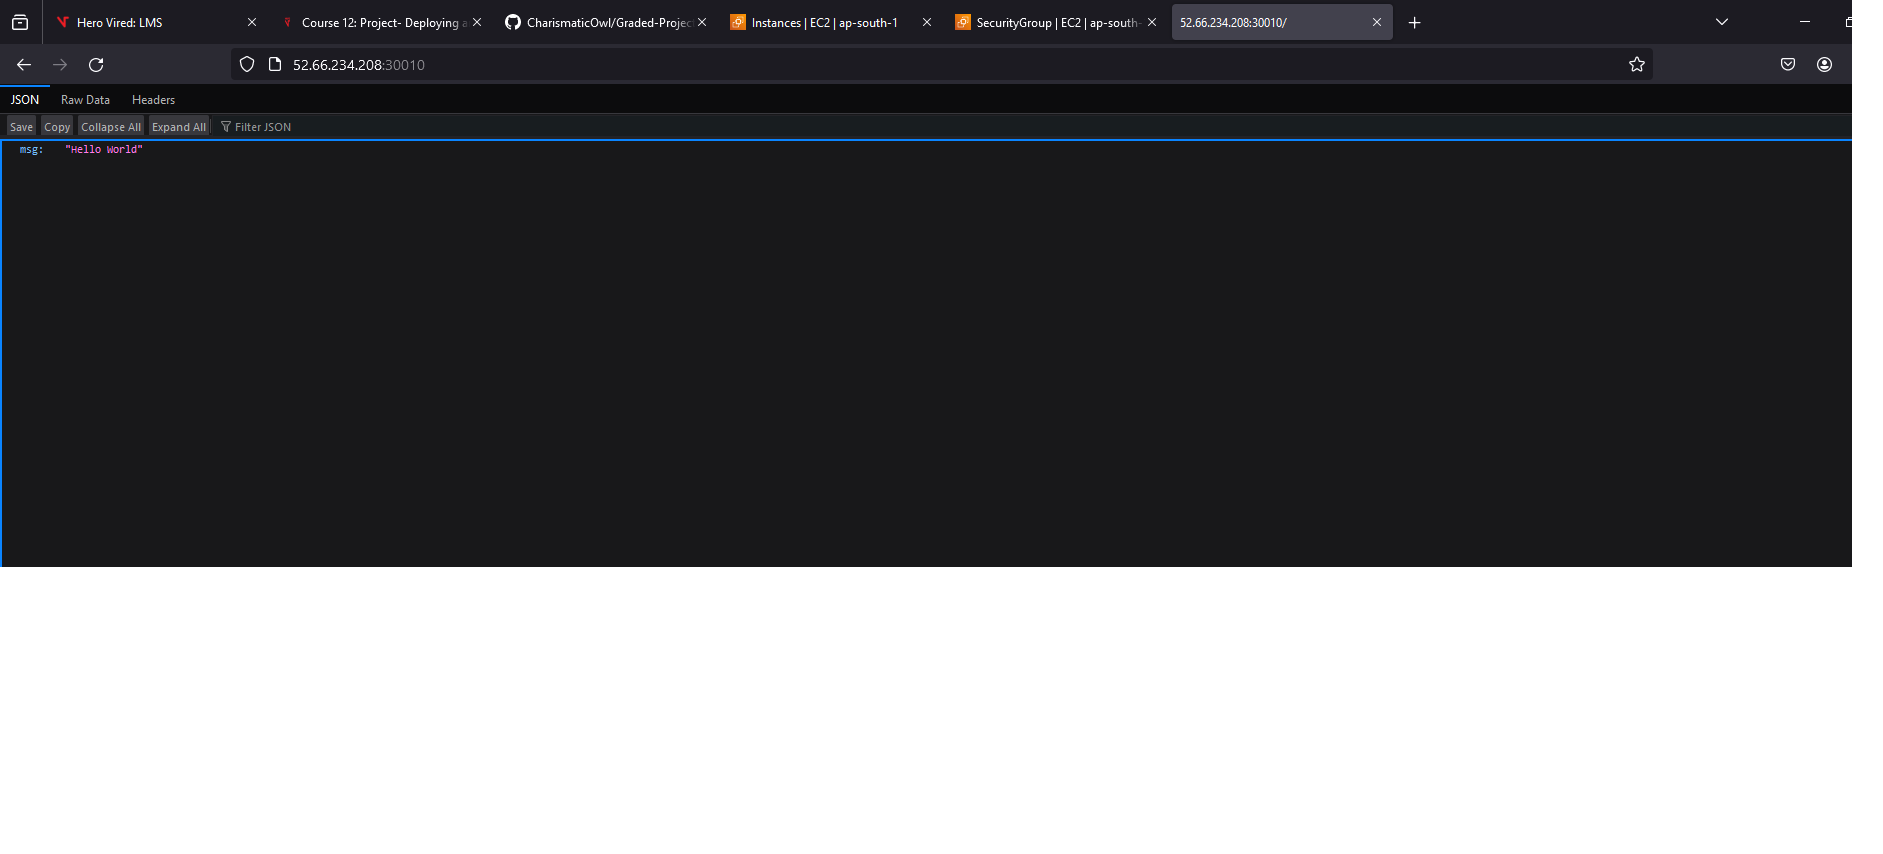 Hero Vired: LMS
Course 12: Project- Deploying a
CharismaticOwl/Graded-Projec
Instances | EC2 | ap-south-1
SecurityGroup | EC2 | ap-south-
52.66.234.208:30010/
52.66.234.208:30010
JSON Raw Data Headers
Save Copy Collapse All Expand All Filter JSON
msg: "Hello World"